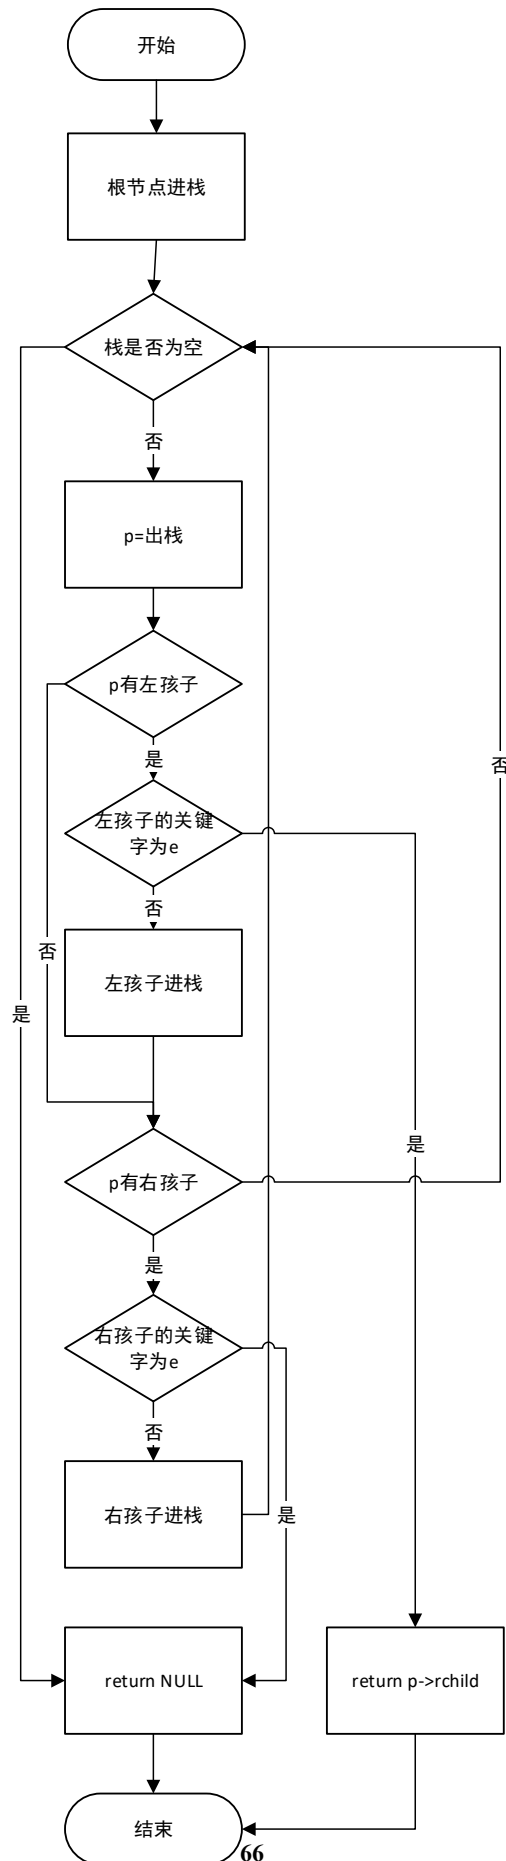 开始
根节点进栈
栈是否为空
否
p=出栈
p有左孩子
是
否
左孩子的关键
字为e
否
否
左孩子进栈
是
是
p有右孩子
是
右孩子的关键
字为e
否
右孩子进栈
是
return NULL
return p->rchild
结束
66